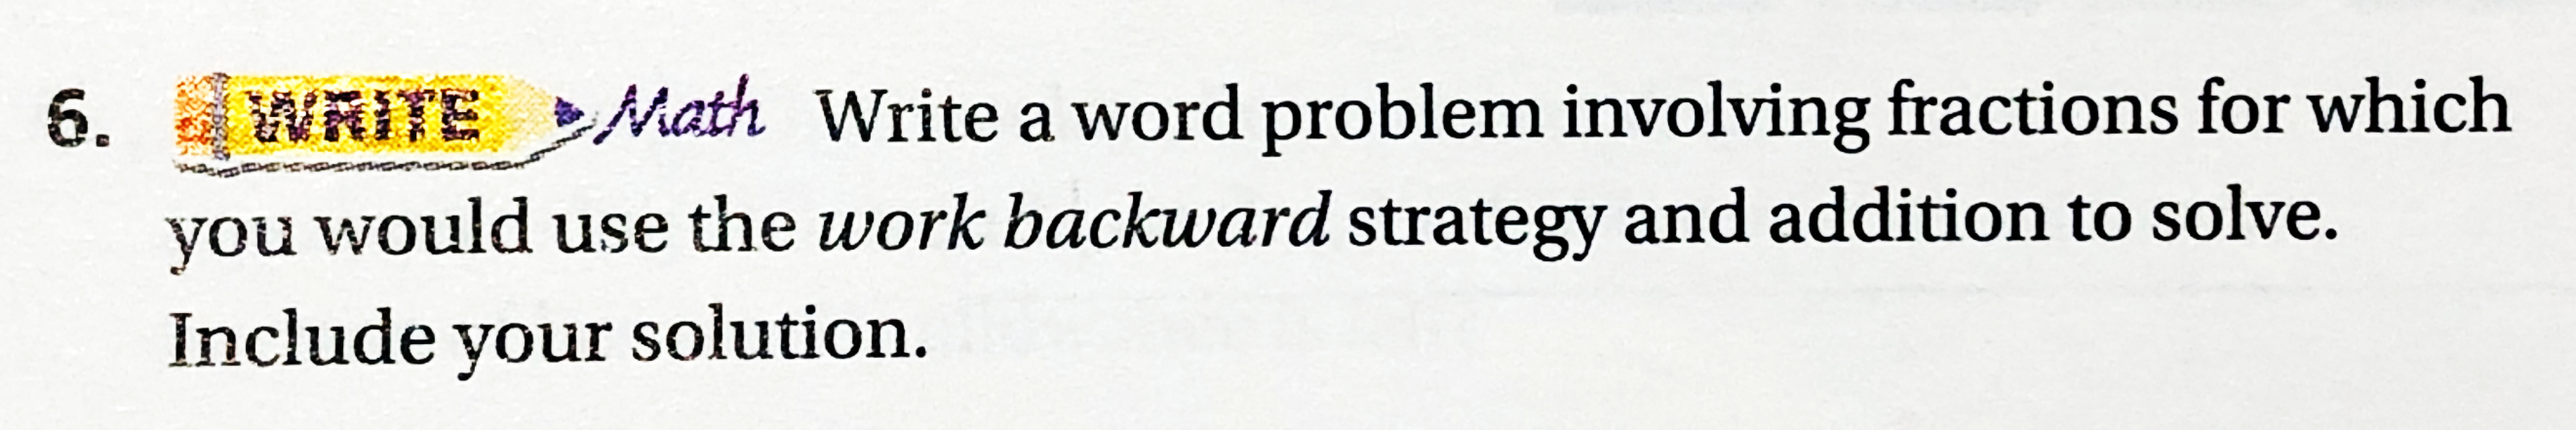 6. WRITE Math Write a word problem involving fractions for which
you would use the work backward strategy and addition to solve.
Include your solution.